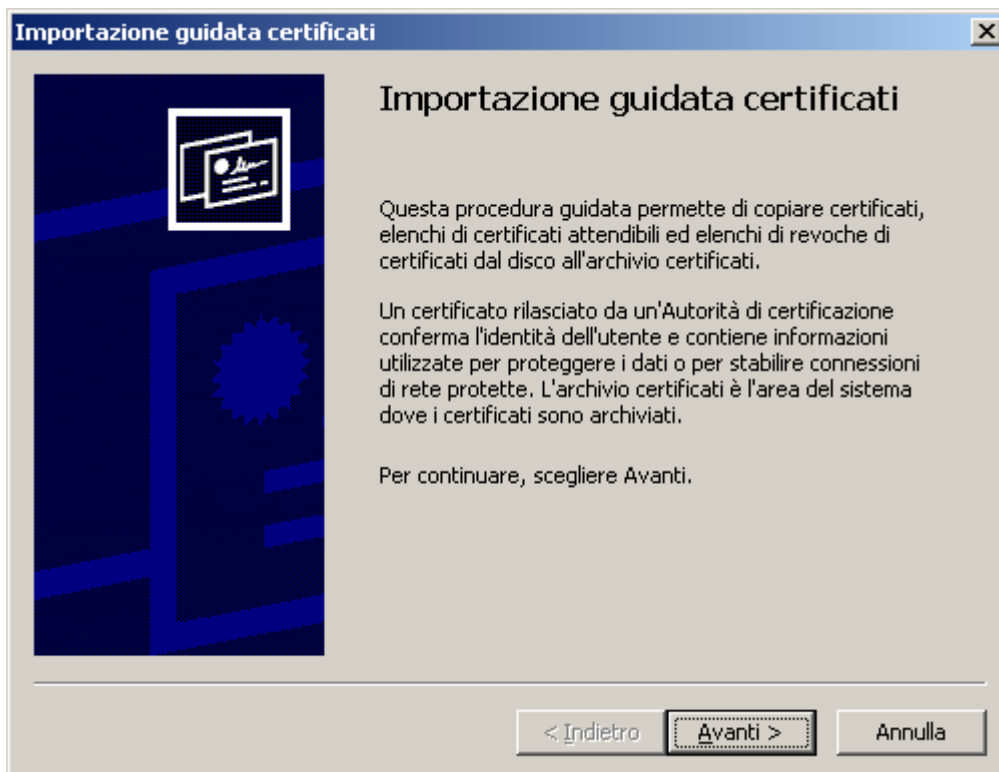 Importazione guidata certificati
Importazione guidata certificati
Questa procedura guidata permette di copiare certificati,
elenchi di certificati attendibili ed elenchi di revoche di
certificati dal disco all'archivio certificati.
Un certificato rilasciato da un'Autorità di certificazione
conferma l'identità dell'utente e contiene informazioni
utilizzate per proteggere i dati o per stabilire connessioni
di rete protette. L'archivio certificati è l'area del sistema
dove i certificati sono archiviati.
Per continuare, scegliere Avanti.
< Indietro Avanti > Annulla